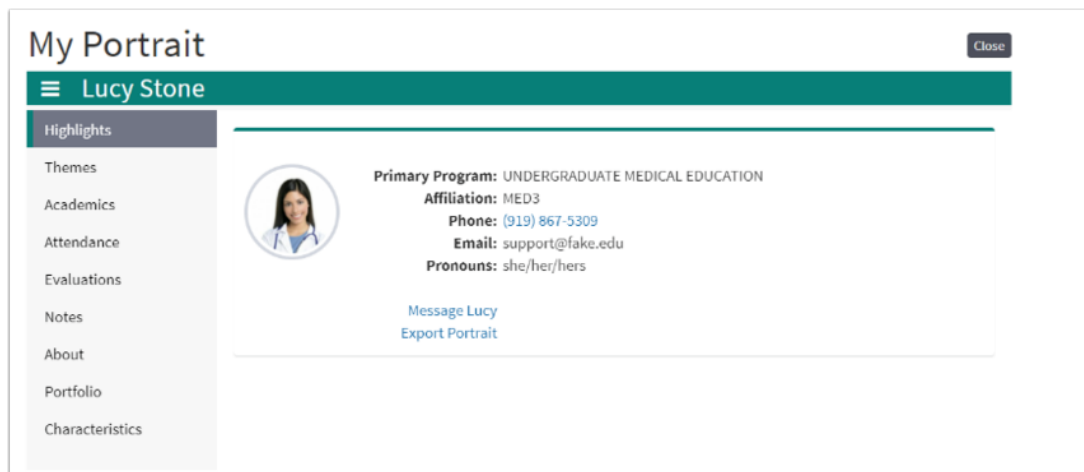 My Portrait
Close
Lucy Stone
Highlights
Themes
Academics
Attendance
Evaluations
Notes
About
Portfolio
Characteristics
Primary Program: UNDERGRADUATE MEDICAL EDUCATION
Affiliation: MED3
Phone: (919) 867-5309
Email: support@fake.edu
Pronouns: she/her/hers
Message Lucy
Export Portrait